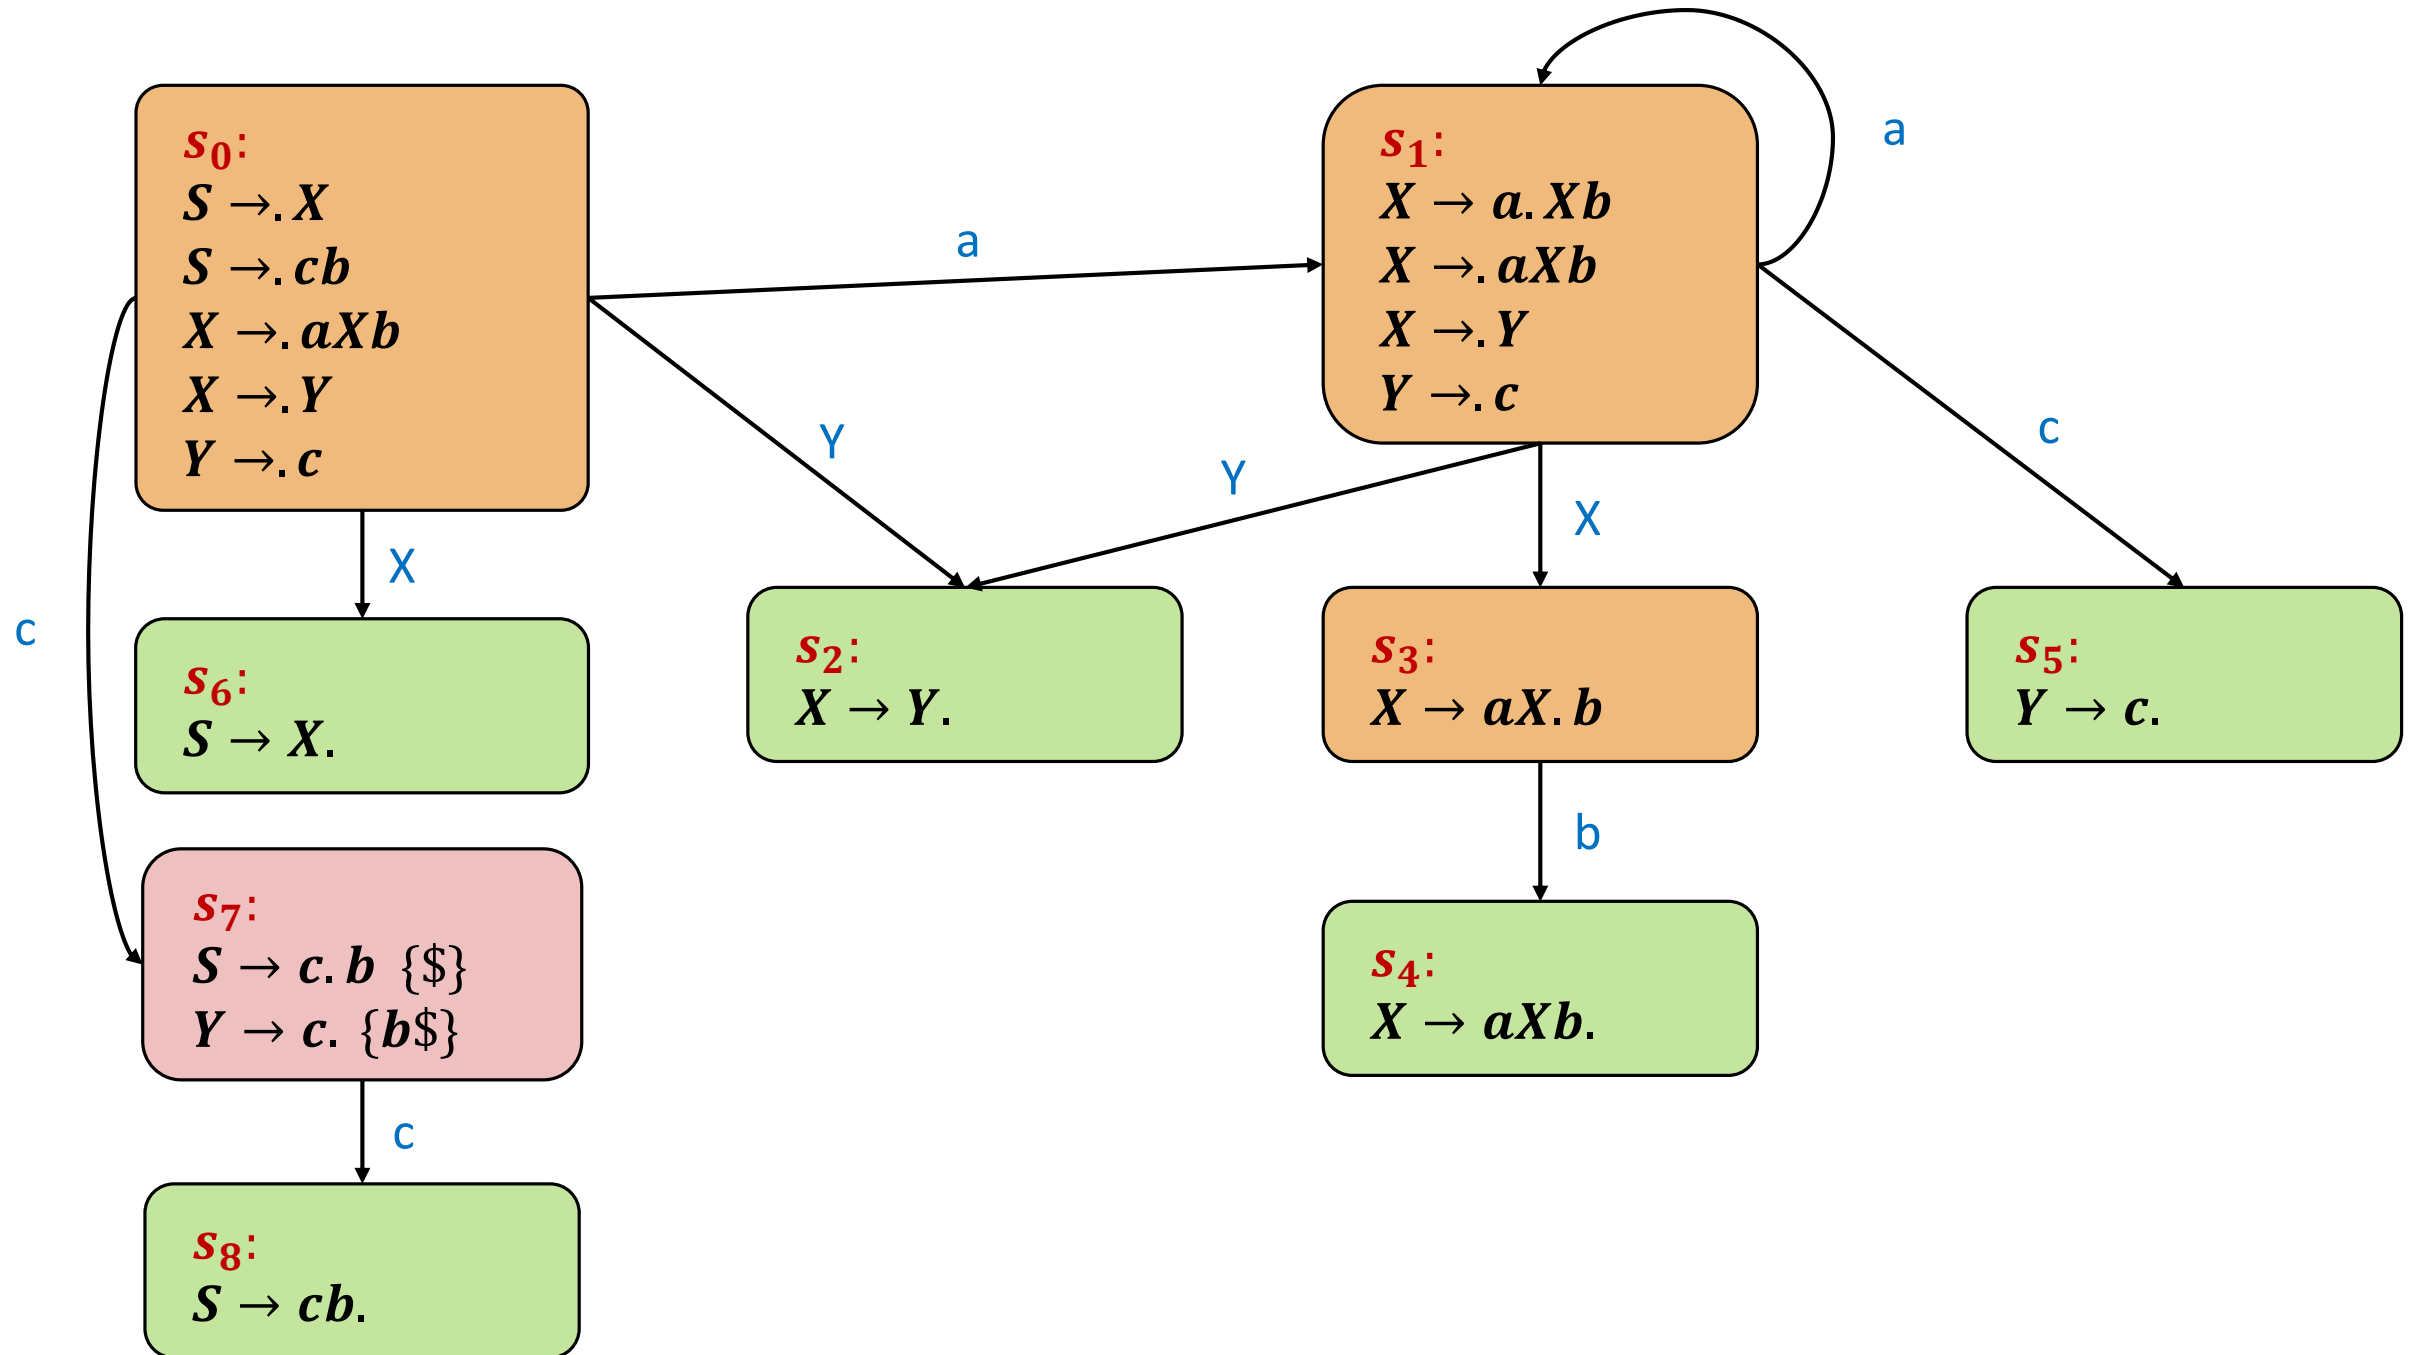 s0:
S →. X
S →. cb
X →. aXb
X →. Y
Y →. c
a
s1:
X → a. Xb
X →. aXb
X →. Y
Y →. c
a
Y
Y
X
c
X
c
s6:
S → X.
s2:
X → Y.
s3:
X → aX. b
s5:
Y → c.
b
s7:
S → c. b {$}
Y → c. {b$}
s4:
X → aXb.
c
s8:
S → cb.